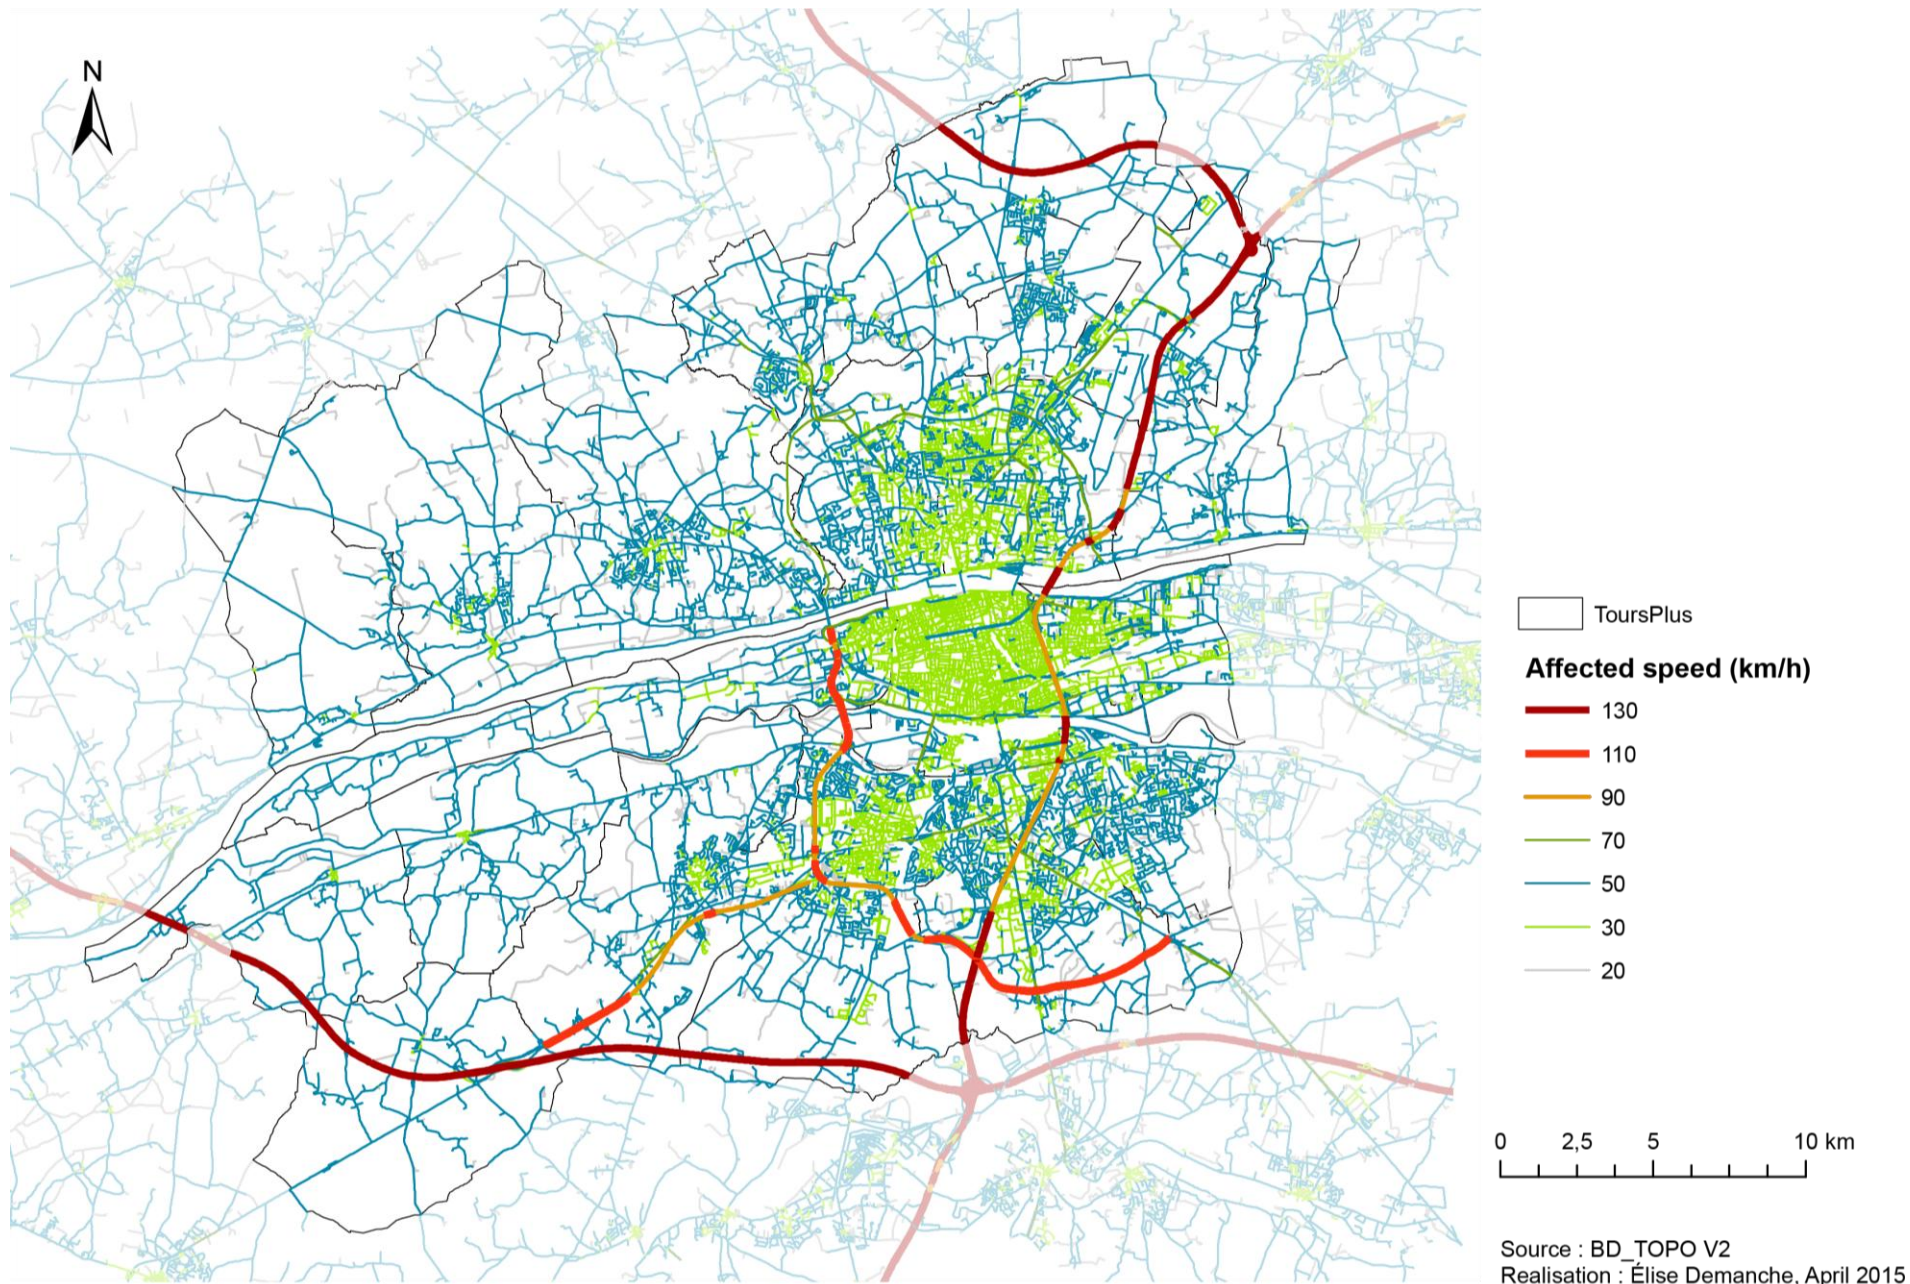 N
ToursPlus
Affected speed (km/h)
130
110
90
70
50
30
20
0 2,5 5 10 km
Source : BD_TOPO V2
Realisation : Élise Demanche, April 2015